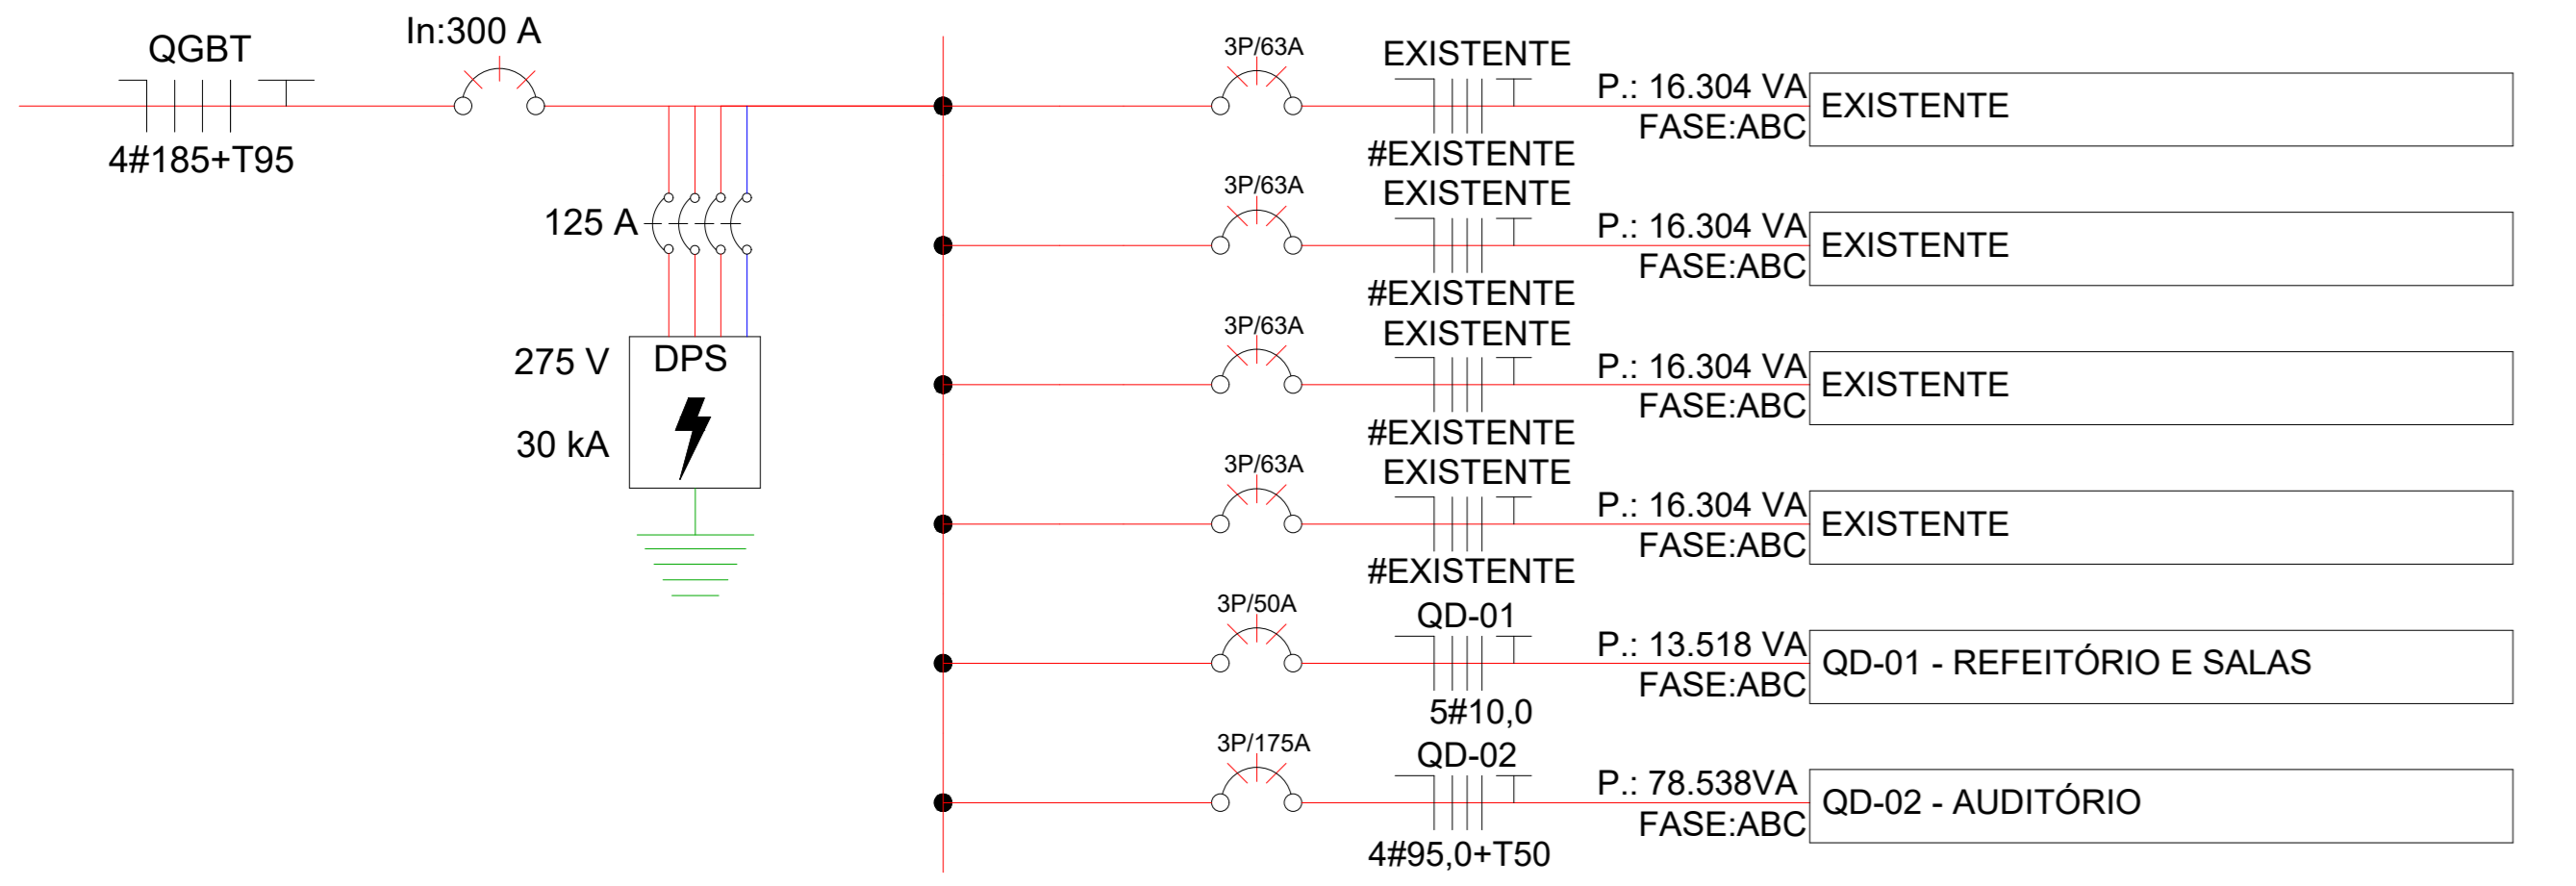 QGBT
In:300 A
4#185+T95
125 A
275 V
DPS
30 kA
3P/63A
EXISTENTE
P.: 16.304 VA
FASE:ABC
EXISTENTE
#EXISTENTE
3P/63A
EXISTENTE
P.: 16.304 VA
FASE:ABC
EXISTENTE
#EXISTENTE
3P/63A
EXISTENTE
P.: 16.304 VA
FASE:ABC
EXISTENTE
#EXISTENTE
3P/63A
EXISTENTE
P.: 16.304 VA
FASE:ABC
EXISTENTE
#EXISTENTE
3P/50A
QD-01
P.: 13.518 VA
FASE:ABC
QD-01 - REFEITÓRIO E SALAS
5#10,0
3P/175A
QD-02
P.: 78.538VA
FASE:ABC
QD-02 - AUDITÓRIO
4#95,0+T50